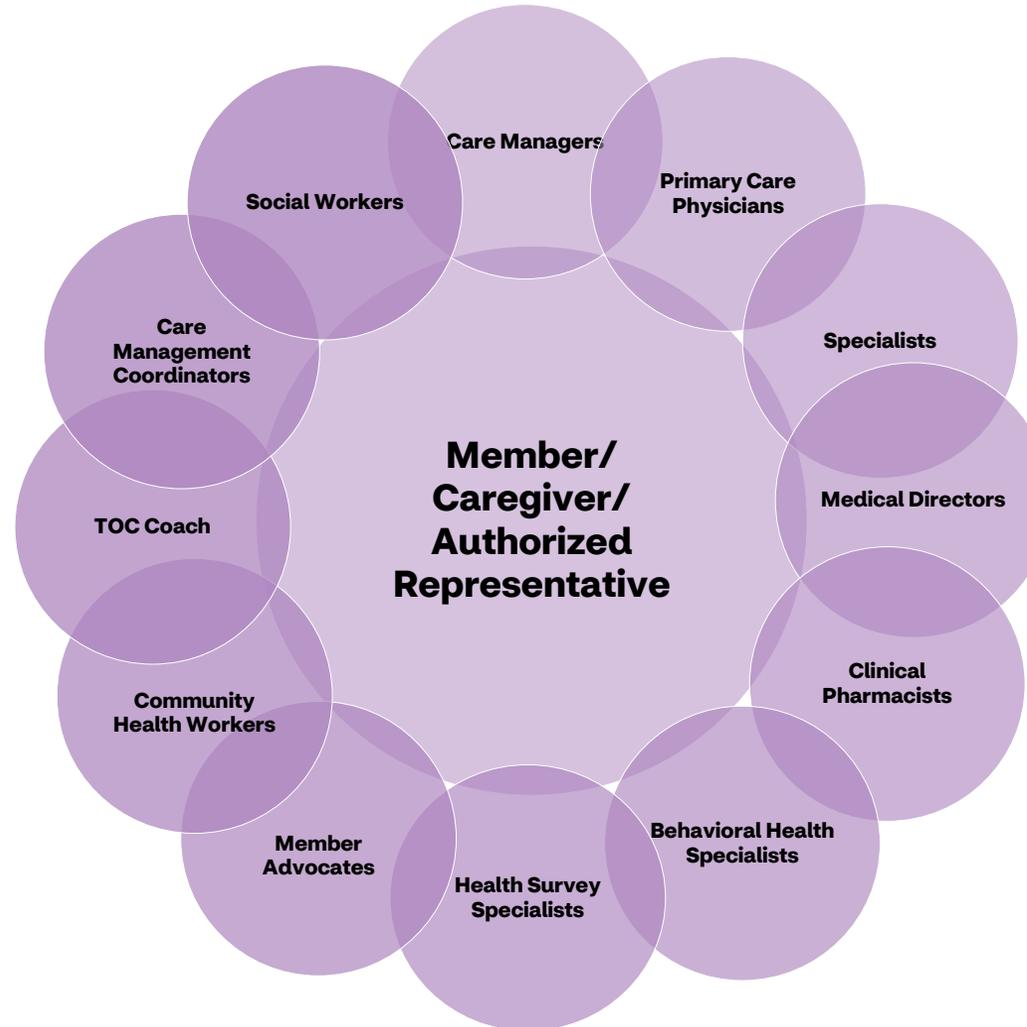 Care Managers
Primary Care
Physicians
Specialists
Medical Directors
Clinical
Pharmacists
Behavioral Health
Specialists
Health Survey
Specialists
Member
Advocates
Community
Health Workers
TOC Coach
Care
Management
Coordinators
Social Workers
Member/
Caregiver/
Authorized
Representative